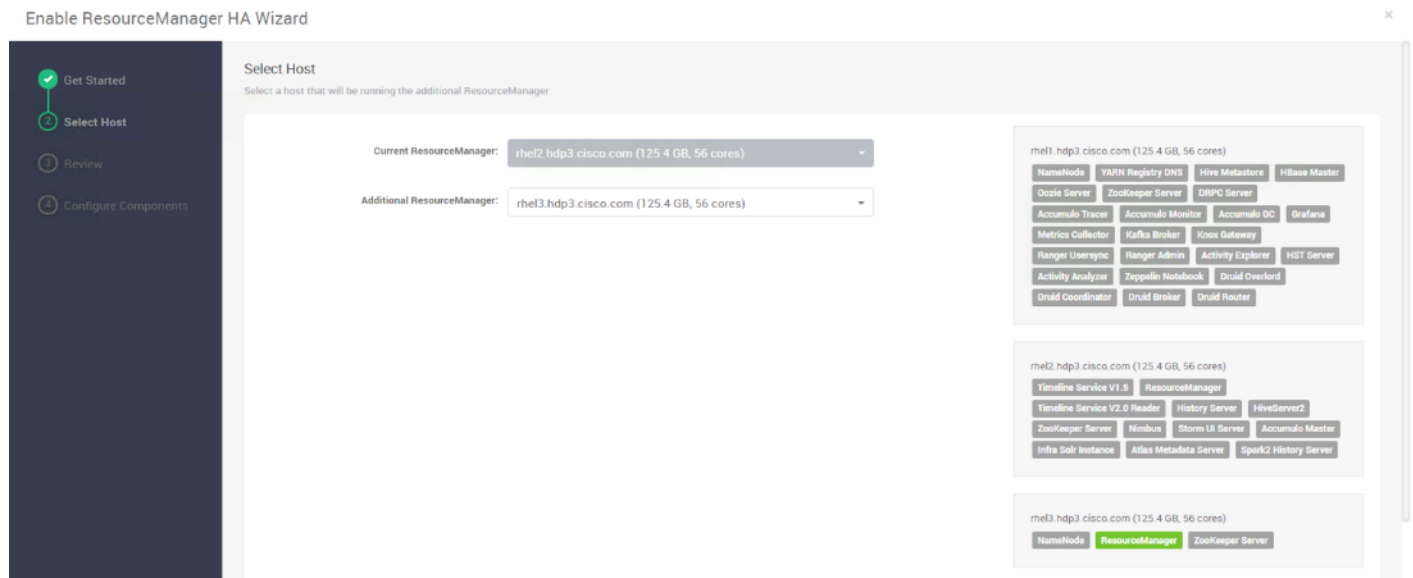 Enable ResourceManager HA Wizard
×
Get Started
2 Select Host
3 Review
4 Configure Components
Select Host
Select a host that will be running the additional ResourceManager
Current ResourceManager: rhel2.hdp3.cisco.com (125.4 GB, 56 cores)
Additional ResourceManager: rhel3.hdp3.cisco.com (125.4 GB, 56 cores)
rhel1.hdp3.cisco.com (125.4 GB, 56 cores)
NameNode YARN Registry DNS Hive Metastore HBase Master
Oozie Server ZooKeeper Server DRPC Server
Accumulo Tracer Accumulo Monitor Accumulo GC Grafana
Metrics Collector Kafka Broker Knox Gateway
Ranger Usersync Ranger Admin Activity Explorer HST Server
Activity Analyzer Zeppelin Notebook Druid Overlord
Druid Coordinator Druid Broker Druid Router
rhel2.hdp3.cisco.com (125.4 GB, 56 cores)
Timeline Service V1.5 ResourceManager
Timeline Service V2.0 Reader History Server HiveServer2
ZooKeeper Server Nimbus Storm UI Server Accumulo Master
Infra Solr Instance Atlas Metadata Server Spark2 History Server
rhel3.hdp3.cisco.com (125.4 GB, 56 cores)
NameNode ResourceManager ZooKeeper Server